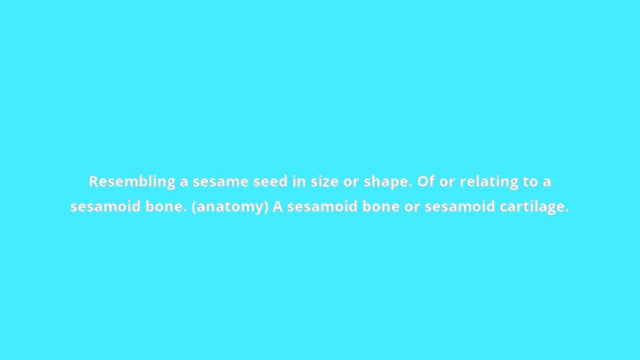 Resembling a sesame seed in size or shape. Of or relating to a
sesamoid bone. (anatomy) A sesamoid bone or sesamoid cartilage.